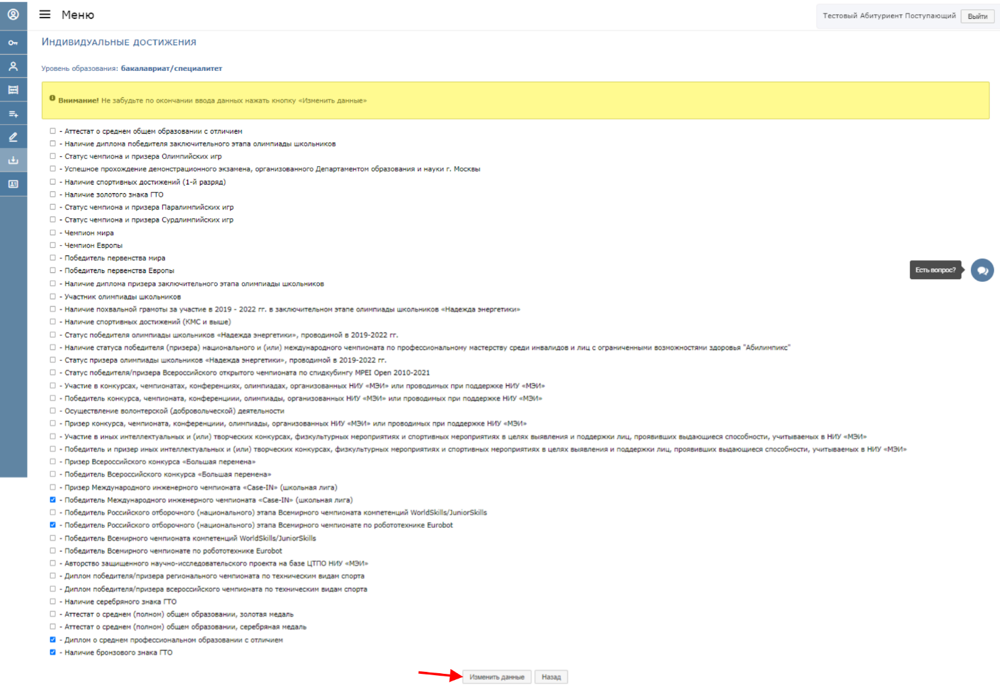 Меню
Тестовый Абитуриент Поступающий
Выйти
Индивидуальные достижения
Уровень образования: бакалавриат/специалитет
Внимание! Не забудьте по окончании ввода данных нажать кнопку «Изменить данные»
- Аттестат о среднем общем образовании с отличием
- Наличие диплома победителя заключительного этапа олимпиады школьников
- Статус чемпиона и призера Олимпийских игр
- Успешное прохождение демонстрационного экзамена, организованного Департаментом образования и науки г. Москвы
- Наличие спортивных достижений (1-й разряд)
- Наличие золотого знака ГТО
- Статус чемпиона и призера Паралимпийских игр
- Статус чемпиона и призера Сурдлимпийских игр
- Чемпион мира
- Чемпион Европы
- Победитель первенства мира
- Победитель первенства Европы
Есть вопрос?
- Наличие диплома призера заключительного этапа олимпиады школьников
- Участник олимпиады школьников
- Наличие похвальной грамоты за участие в 2019 - 2022 гг. в заключительном этапе олимпиады школьников «Надежда энергетики»
- Наличие спортивных достижений (КМС и выше)
- Статус победителя олимпиады школьников «Надежда энергетики», проводимой в 2019-2022 гг.
- Наличие статуса победителя (призера) национального и (или) международного чемпионата по профессиональному мастерству среди инвалидов и лиц с ограниченными возможностями здоровья "Абилимпикс"
- Статус призера олимпиады школьников «Надежда энергетики», проводимой в 2019-2022 гг.
- Статус победителя/призера Всероссийского открытого чемпионата по спидкубингу MPEI Open 2010-2021
- Участие в конкурсах, чемпионатах, конференциях, олимпиадах, организованных НИУ «МЭИ» или проводимых при поддержке НИУ «МЭИ»
- Победитель конкурса, чемпионата, конференциии, олимпиады, организованных НИУ «МЭИ» или проводимых при поддержке НИУ «МЭИ»
- Осуществление волонтерской (добровольческой) деятельности
- Призер конкурса, чемпионата, конференциии, олимпиады, организованных НИУ «МЭИ» или проводимых при поддержке НИУ «МЭИ»
- Участие в иных интеллектуальных и (или) творческих конкурсах, физкультурных мероприятиях и спортивных мероприятиях в целях выявления и поддержки лиц, проявивших выдающиеся способности, учитываемых в НИУ «МЭИ»
- Победитель и призер иных интеллектуальных и (или) творческих конкурсах, физкультурных мероприятиях и спортивных мероприятиях в целях выявления и поддержки лиц, проявивших выдающиеся способности, учитываемых в НИУ «МЭИ»
- Призер Всероссийского конкурса «Большая перемена»
- Победитель Всероссийского конкурса «Большая перемена»
- Призер Международного инженерного чемпионата «Case-IN» (школьная лига)
- Победитель Международного инженерного чемпионата «Case-IN» (школьная лига)
- Победитель Российского отборочного (национального) этапа Всемирного чемпионата компетенций WorldSkills/JuniorSkills
- Победитель Российского отборочного (национального) этапа Всемирного чемпионате по робототехнике Eurobot
- Победитель Всемирного чемпионата компетенций WorldSkills/JuniorSkills
- Победитель Всемирного чемпионате по робототехнике Eurobot
- Авторство защищенного научно-исследовательского проекта на базе ЦТПО НИУ «МЭИ»
- Диплом победителя/призера регионального чемпионата по техническим видам спорта
- Диплом победителя/призера всероссийского чемпионата по техническим видам спорта
- Наличие серебряного знака ГТО
- Аттестат о среднем (полном) общем образовании, золотая медаль
- Аттестат о среднем (полном) общем образовании, серебряная медаль
- Диплом о среднем профессиональном образовании с отличием
- Наличие бронзового знака ГТО
Изменить данные
Назад